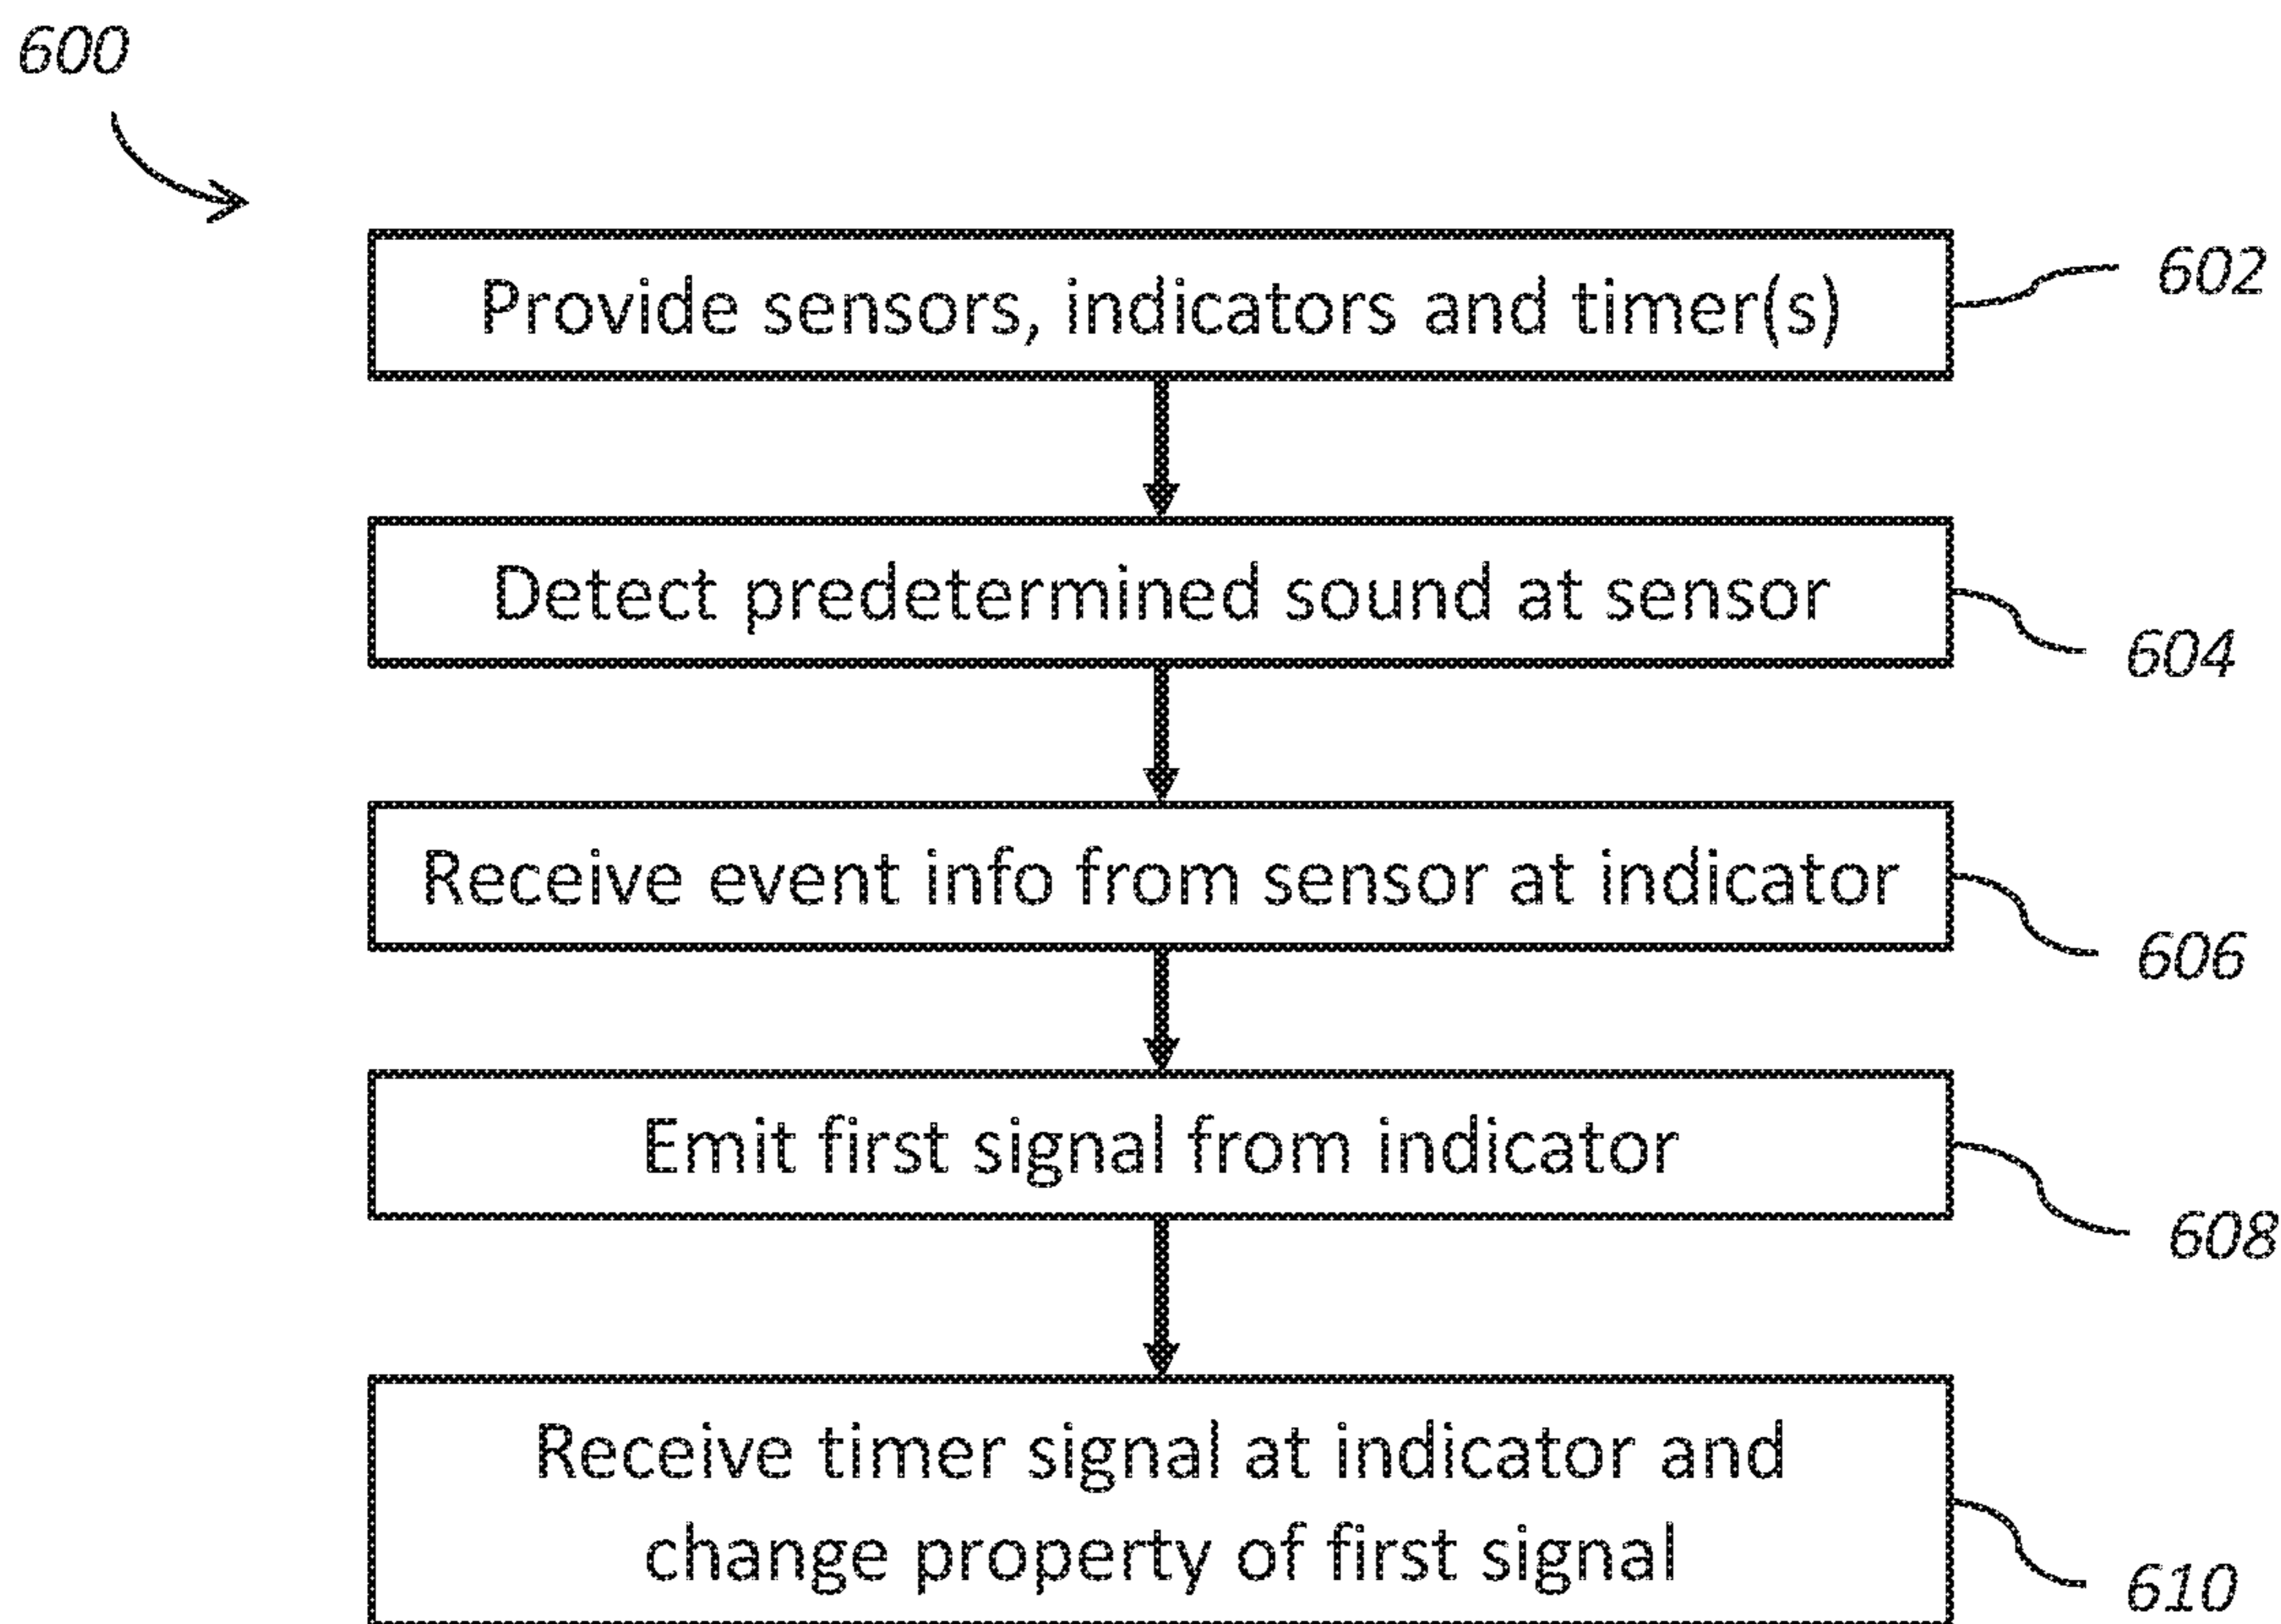 600
Provide sensors, indicators and timer(s)
602
Detect predetermined sound at sensor
604
Receive event info from sensor at indicator
606
Emit first signal from indicator
608
Receive timer signal at indicator and
change property of first signal
610